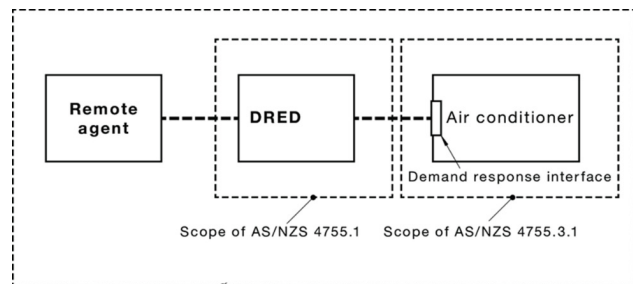 Remote
agent
DRED
Air conditioner
Demand response interface
Scope of AS/NZS 4755.1
Scope of AS/NZS 4755.3.1